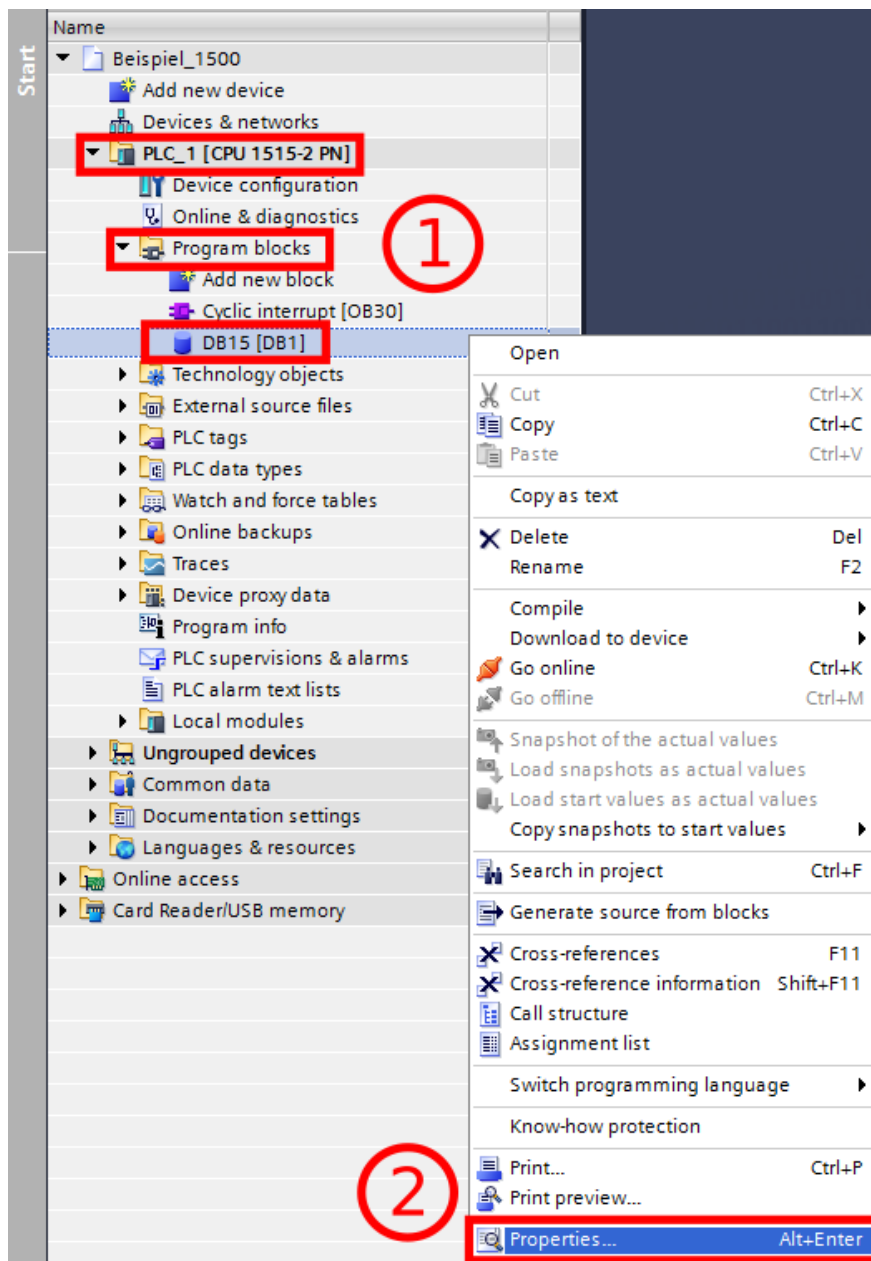 Start
Name
Beispiel_1500
Add new device
Devices & networks
PLC_1 [CPU 1515-2 PN]
Device configuration
Online & diagnostics
Program blocks
1
Add new block
Cyclic interrupt [OB30]
DB15 [DB1]
Technology objects
External source files
PLC tags
PLC data types
Watch and force tables
Online backups
Traces
Device proxy data
Program info
PLC supervisions & alarms
PLC alarm text lists
Local modules
Ungrouped devices
Common data
Documentation settings
Languages & resources
Online access
Card Reader/USB memory
Open
Cut Ctrl+X
Copy Ctrl+C
Paste Ctrl+V
Copy as text
Delete Del
Rename F2
Compile
Download to device
Go online Ctrl+K
Go offline Ctrl+M
Snapshot of the actual values
Load snapshots as actual values
Load start values as actual values
Copy snapshots to start values
Search in project Ctrl+F
Generate source from blocks
Cross-references F11
Cross-reference information Shift+F11
Call structure
Assignment list
Switch programming language
Know-how protection
2
Print... Ctrl+P
Print preview...
Properties... Alt+Enter